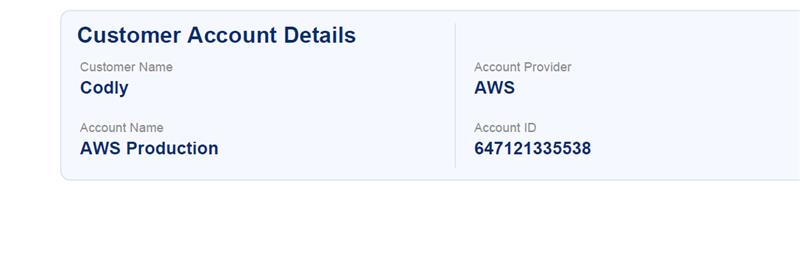 Customer Account Details
Customer Name
Codly
Account Provider
AWS
Account Name
AWS Production
Account ID
647121335538